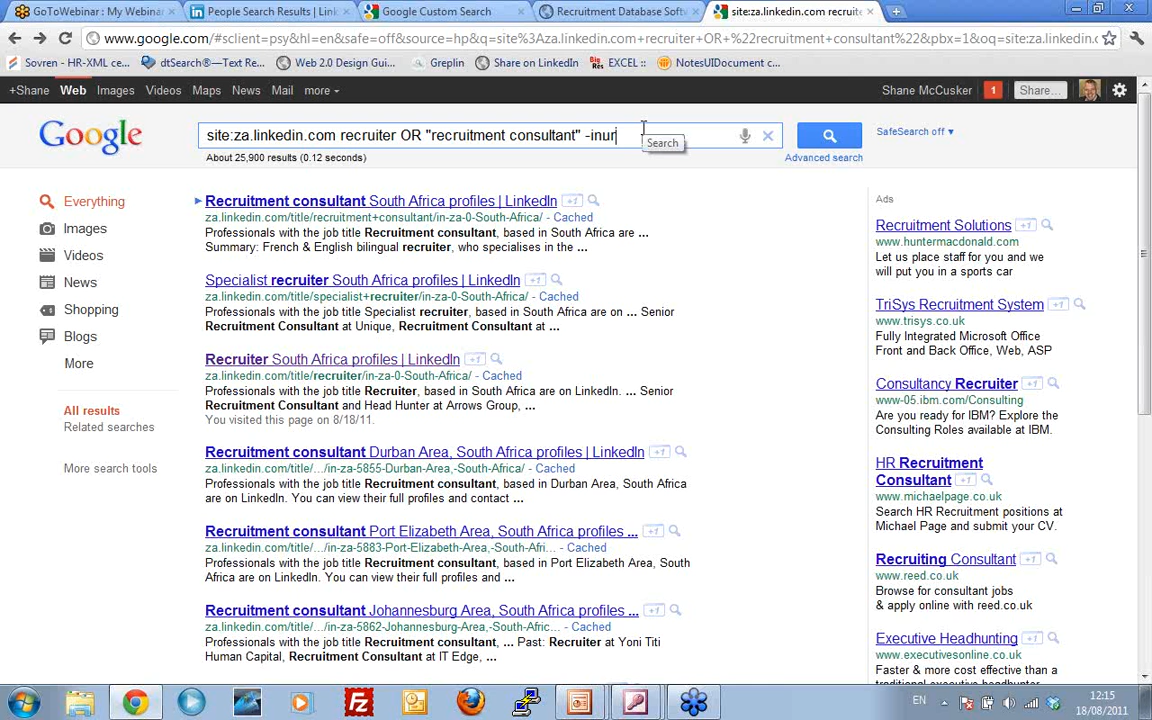 GoToWebinar : My Webinar
People Search Results | Link
Google Custom Search
Recruitment Database Softw
site:za.linkedin.com recruite
www.google.com/#sclient=psy&hl=en&safe=off&source=hp&q=site%3Aza.linkedin.com+recruiter+OR+%22recruitment+consultant%22&pbx=1&oq=site:za.linkedin.c
Sovren - HR-XML ce...
dtSearch®—Text Re...
Web 2.0 Design Gui...
Greplin
Share on LinkedIn
EXCEL ::
NotesUIDocument c...
+Shane Web Images Videos Maps News Mail more
Shane McCusker 1 Share...
Google
site:za.linkedin.com recruiter OR "recruitment consultant" -inur
Search
SafeSearch off
About 25,900 results (0.12 seconds)
Advanced search
Everything
Images
Videos
News
Shopping
Blogs
More
All results
Related searches
More search tools
Recruitment consultant South Africa profiles | LinkedIn +1
za.linkedin.com/title/recruitment+consultant/in-za-0-South-Africa/ - Cached
Professionals with the job title Recruitment consultant, based in South Africa are ...
Summary: French & English bilingual recruiter, who specialises in the ...
Specialist recruiter South Africa profiles | LinkedIn +1
za.linkedin.com/title/specialist+recruiter/in-za-0-South-Africa/ - Cached
Professionals with the job title Specialist recruiter, based in South Africa are on ... Senior
Recruitment Consultant at Unique, Recruitment Consultant at ...
Recruiter South Africa profiles | LinkedIn +1
za.linkedin.com/title/recruiter/in-za-0-South-Africa/ - Cached
Professionals with the job title Recruiter, based in South Africa are on LinkedIn. ... Senior
Recruitment Consultant and Head Hunter at Arrows Group, ...
You visited this page on 8/18/11.
Recruitment consultant Durban Area, South Africa profiles | LinkedIn +1
za.linkedin.com/title/.../in-za-5855-Durban-Area,-South-Africa/ - Cached
Professionals with the job title Recruitment consultant, based in Durban Area, South Africa
are on LinkedIn. You can view their full profiles and contact ...
Recruitment consultant Port Elizabeth Area, South Africa profiles ... +1
za.linkedin.com/title/.../in-za-5883-Port-Elizabeth-Area,-South-Afri... - Cached
Professionals with the job title Recruitment consultant, based in Port Elizabeth Area, South
Africa are on LinkedIn. You can view their full profiles and ...
Recruitment consultant Johannesburg Area, South Africa profiles ... +1
za.linkedin.com/title/.../in-za-5862-Johannesburg-Area,-South-Afric... - Cached
Professionals with the job title Recruitment consultant, ... Past: Recruiter at Yoni Titi
Human Capital, Recruitment Consultant at IT Edge, ...
Ads
Recruitment Solutions +1
www.huntermacdonald.com
Let us place staff for you and we
will put you in a sports car
TriSys Recruitment System +1
www.trisys.co.uk
Fully Integrated Microsoft Office
Front and Back Office, Web, ASP
Consultancy Recruiter +1
www-05.ibm.com/Consulting
Are you ready for IBM? Explore the
Consulting Roles available at IBM.
HR Recruitment
Consultant +1
www.michaelpage.co.uk
Search HR Recruitment positions at
Michael Page and submit your CV.
Recruiting Consultant +1
www.reed.co.uk
Browse for consultant jobs
& apply online with reed.co.uk
Executive Headhunting +1
www.executivesonline.co.uk
Faster & more cost effective than a
traditional executive headhunter
EN
12:15
18/08/2011